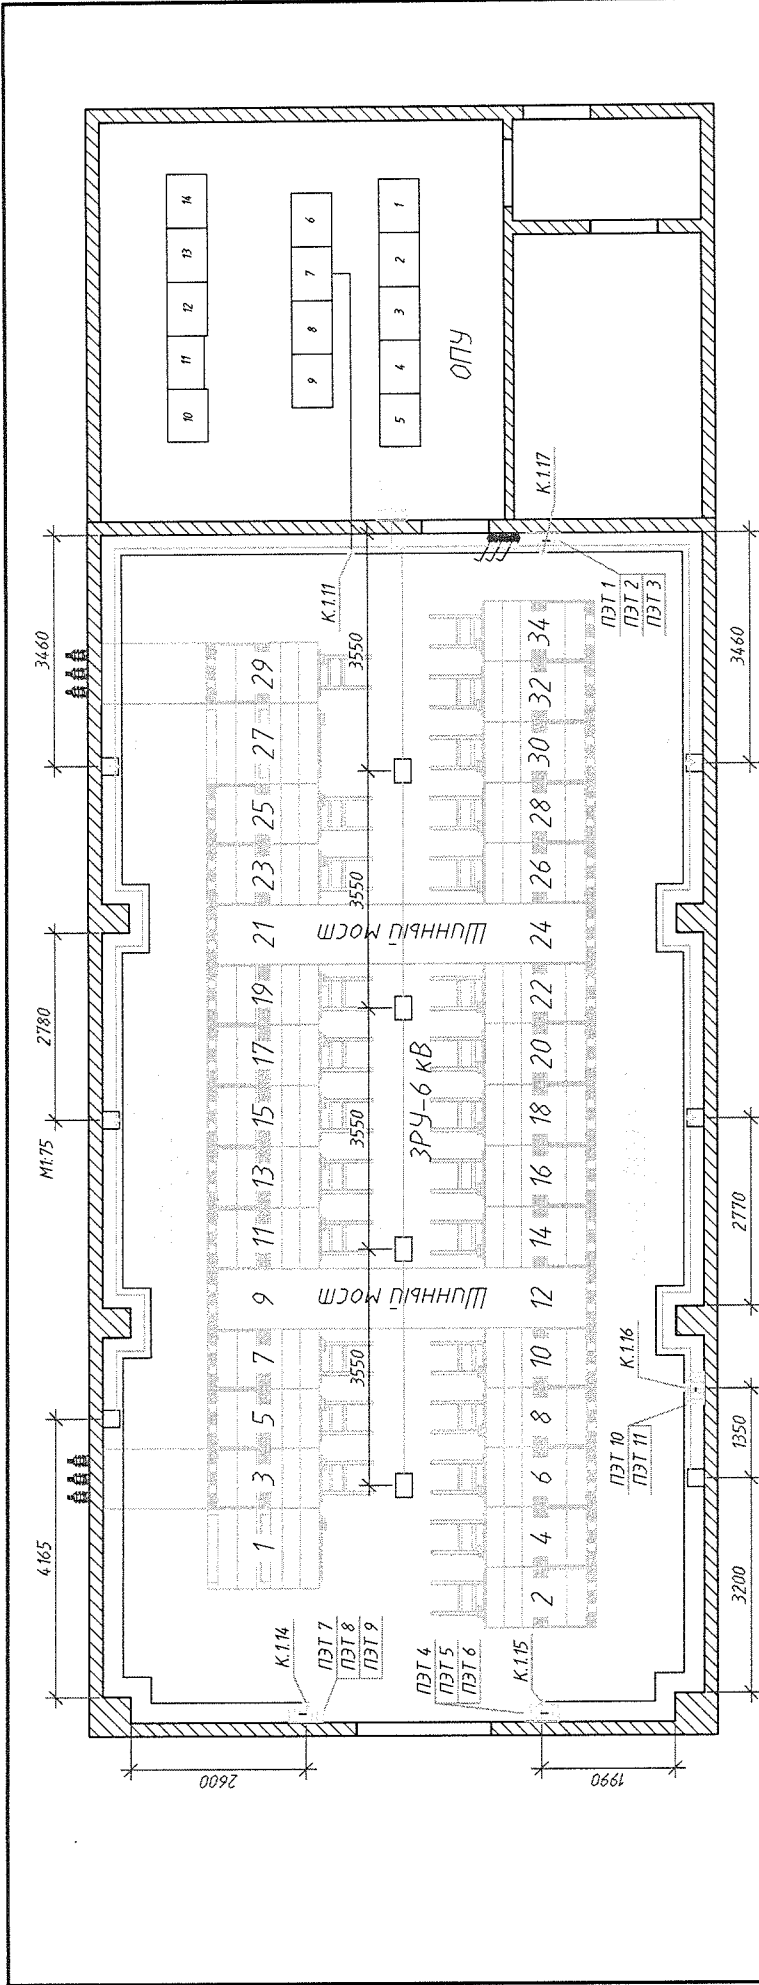 М1:75
4165
2780
3460
14
13
12
11
10
6
7
8
9
1
2
3
4
5
ОПУ
К.1.11
К.1.17
ПЭТ 1
ПЭТ 2
ПЭТ 3
1
3
5
7
9
11
13
15
17
19
21
23
25
27
29
Шинный мост
Шинный мост
3550
3550
3550
3550
ЗРУ-6 кВ
2
4
6
8
10
12
14
16
18
20
22
24
26
28
30
32
34
К.1.14
ПЭТ 7
ПЭТ 8
ПЭТ 9
ПЭТ 4
ПЭТ 5
ПЭТ 6
К.1.15
ПЭТ 10
ПЭТ 11
К.1.16
2600
1990
3200
1350
2770
3460